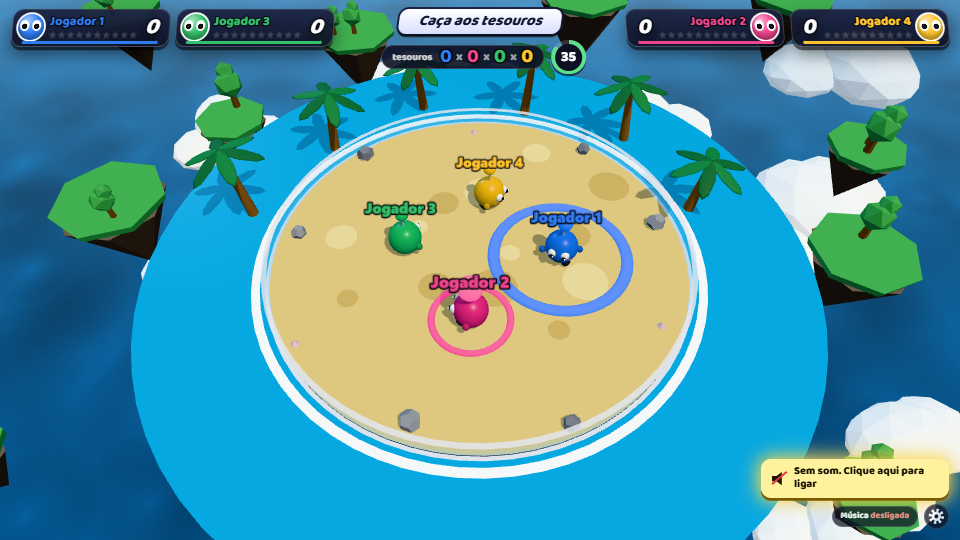 Jogador 1 0
Jogador 3 0
Caça aos tesouros
0 Jogador 2
0 Jogador 4
tesouros 0 x 0 x 0 x 0
35
Jogador 4
Jogador 3
Jogador 1
Jogador 2
Sem som. Clique aqui para
ligar
Música desligada